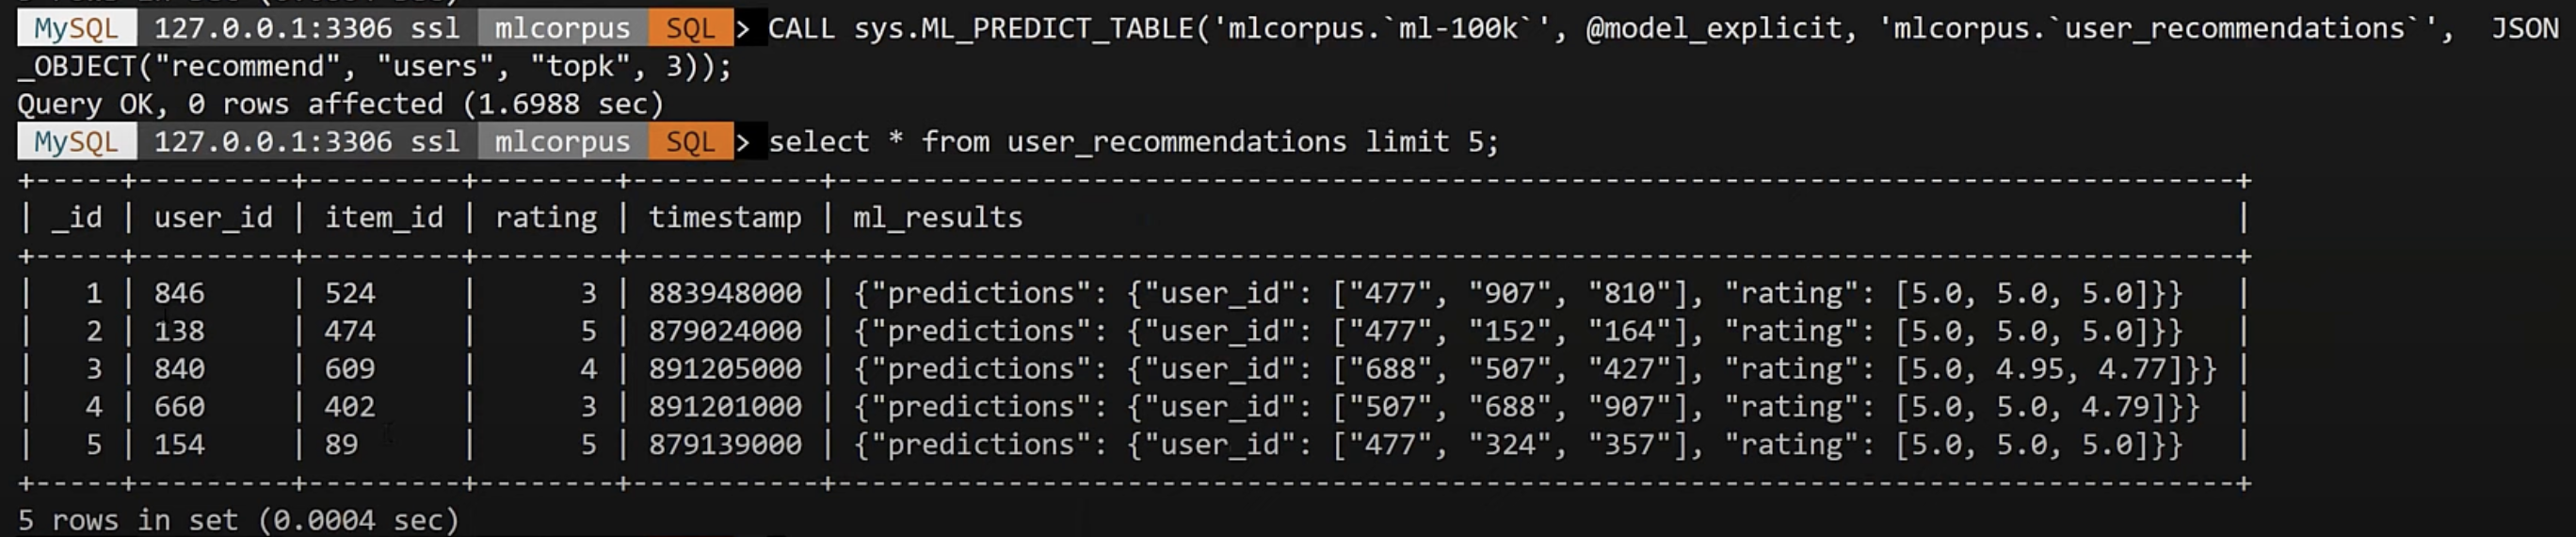 MySQL 127.0.0.1:3306 ssl mlcorpus SQL > CALL sys.ML_PREDICT_TABLE('mlcorpus.`ml-100k`', @model_explicit, 'mlcorpus.`user_recommendations`', JSON
_OBJECT("recommend", "users", "topk", 3));
Query OK, 0 rows affected (1.6988 sec)
MySQL 127.0.0.1:3306 ssl mlcorpus SQL > select * from user_recommendations limit 5;
+-----+---------+---------+--------+-----------+--------------------------------------------------------------------------+
| _id | user_id | item_id | rating | timestamp | ml_results                                                               |
+-----+---------+---------+--------+-----------+--------------------------------------------------------------------------+
|   1 | 846     | 524     |      3 | 883948000 | {"predictions": {"user_id": ["477", "907", "810"], "rating": [5.0, 5.0, 5.0]}}   |
|   2 | 138     | 474     |      5 | 879024000 | {"predictions": {"user_id": ["477", "152", "164"], "rating": [5.0, 5.0, 5.0]}}   |
|   3 | 840     | 609     |      4 | 891205000 | {"predictions": {"user_id": ["688", "507", "427"], "rating": [5.0, 4.95, 4.77]}} |
|   4 | 660     | 402     |      3 | 891201000 | {"predictions": {"user_id": ["507", "688", "907"], "rating": [5.0, 5.0, 4.79]}}  |
|   5 | 154     | 89      |      5 | 879139000 | {"predictions": {"user_id": ["477", "324", "357"], "rating": [5.0, 5.0, 5.0]}}   |
+-----+---------+---------+--------+-----------+--------------------------------------------------------------------------+
5 rows in set (0.0004 sec)